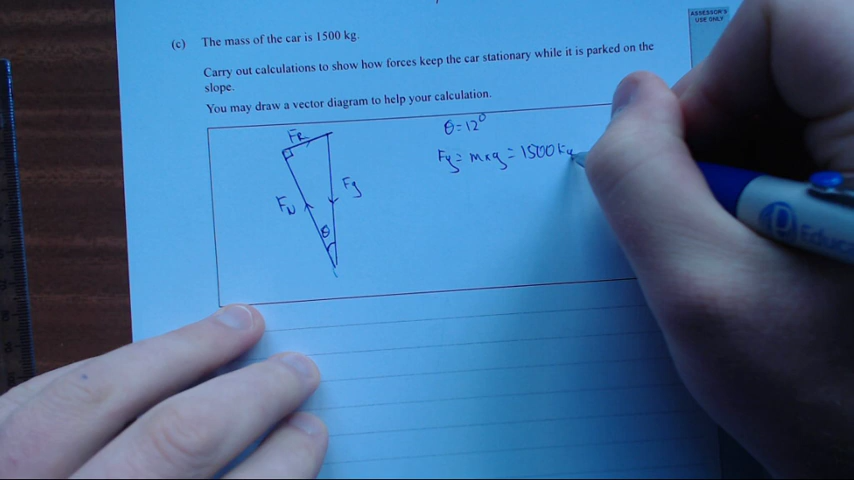 ASSESSOR'S
USE ONLY
(c) The mass of the car is 1500 kg.
Carry out calculations to show how forces keep the car stationary while it is parked on the
slope.
You may draw a vector diagram to help your calculation.
FR
θ=12°
Fg = m×g = 1500kg
Fg
FN
θ
Educa